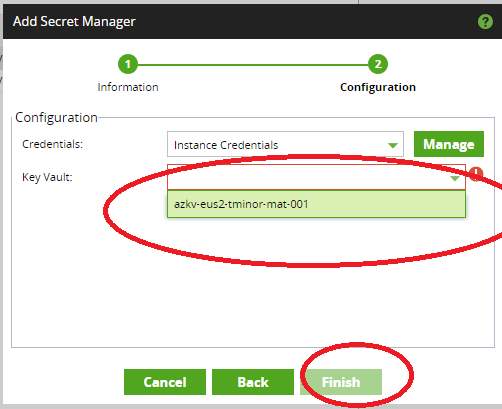 Add Secret Manager ?
1 2
Information Configuration
Configuration
Credentials: Instance Credentials Manage
Key Vault: !
azkv-eus2-tminor-mat-001
Cancel Back Finish